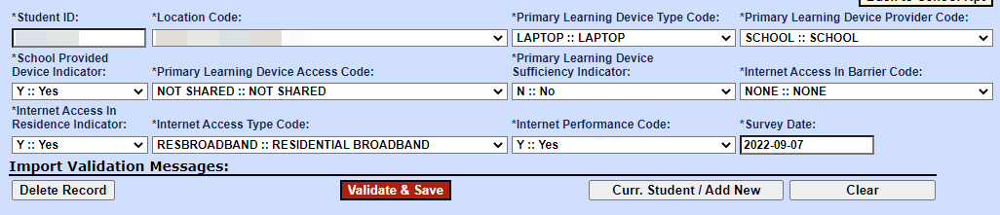 *Student ID:
*Location Code:
*Primary Learning Device Type Code:
*Primary Learning Device Provider Code:
LAPTOP :: LAPTOP
SCHOOL :: SCHOOL
*School Provided
Device Indicator:
*Primary Learning Device Access Code:
*Primary Learning Device
Sufficiency Indicator:
*Internet Access In Barrier Code:
Y :: Yes
NOT SHARED :: NOT SHARED
N :: No
NONE :: NONE
*Internet Access In
Residence Indicator:
*Internet Access Type Code:
*Internet Performance Code:
*Survey Date:
Y :: Yes
RESBROADBAND :: RESIDENTIAL BROADBAND
Y :: Yes
2022-09-07
Import Validation Messages:
Delete Record
Validate & Save
Curr. Student / Add New
Clear